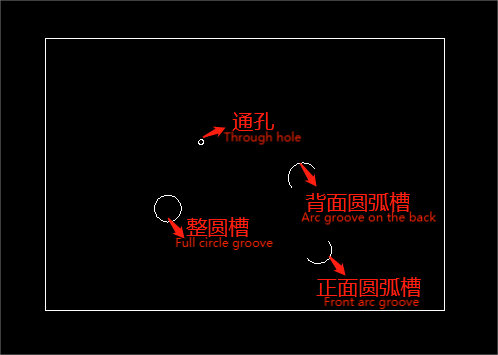 通孔
Through hole
背面圆弧槽
Arc groove on the back
整圆槽
Full circle groove
正面圆弧槽
Front arc groove